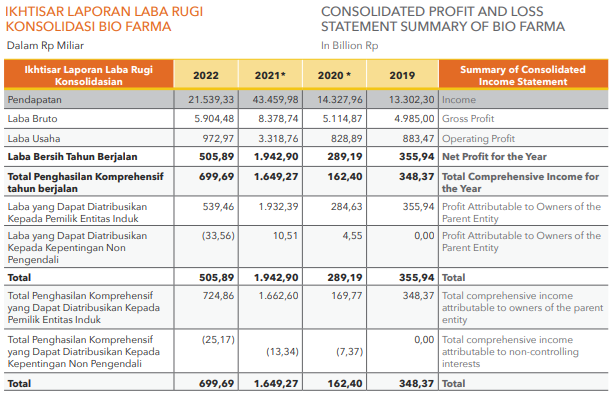 IKHTISAR LAPORAN LABA RUGI
KONSOLIDASI BIO FARMA
Dalam Rp Miliar
CONSOLIDATED PROFIT AND LOSS
STATEMENT SUMMARY OF BIO FARMA
In Billion Rp
Ikhtisar Laporan Laba Rugi
Konsolidasian
2022
2021*
2020 *
2019
Summary of Consolidated
Income Statement
Pendapatan 21.539,33 43.459,98 14.327,96 13.302,30 Income
Laba Bruto 5.904,48 8.378,74 5.114,87 4.985,00 Gross Profit
Laba Usaha 972,97 3.318,76 828,89 883,47 Operating Profit
Laba Bersih Tahun Berjalan 505,89 1.942,90 289,19 355,94 Net Profit for the Year
Total Penghasilan Komprehensif
tahun berjalan
699,69 1.649,27 162,40 348,37
Total Comprehensive Income for
the Year
Laba yang Dapat Distribusikan
Kepada Pemilik Entitas Induk
539,46 1.932,39 284,63 355,94
Profit Attributable to Owners of the
Parent Entity
Laba yang Dapat Diatribusikan
Kepada Kepentingan Non
Pengendali
(33,56) 10,51 4,55 0,00
Profit Attributable to Owners of the
Parent Entity
Total 505,89 1.942,90 289,19 355,94 Total
Total Penghasilan Komprehensif
yang Dapat Diatribusikan Kepada
Pemilik Entitas Induk
724,86 1.662,60 169,77 348,37
Total comprehensive income
attributable to owners of the parent
entity
Total Penghasilan Komprehensif
yang Dapat Diatribusikan Kepada
Kepentingan Non Pengendali
(25,17) (13,34) (7,37) 0,00
Total comprehensive income
attributable to non-controlling
interests
Total 699,69 1.649,27 162,40 348,37 Total